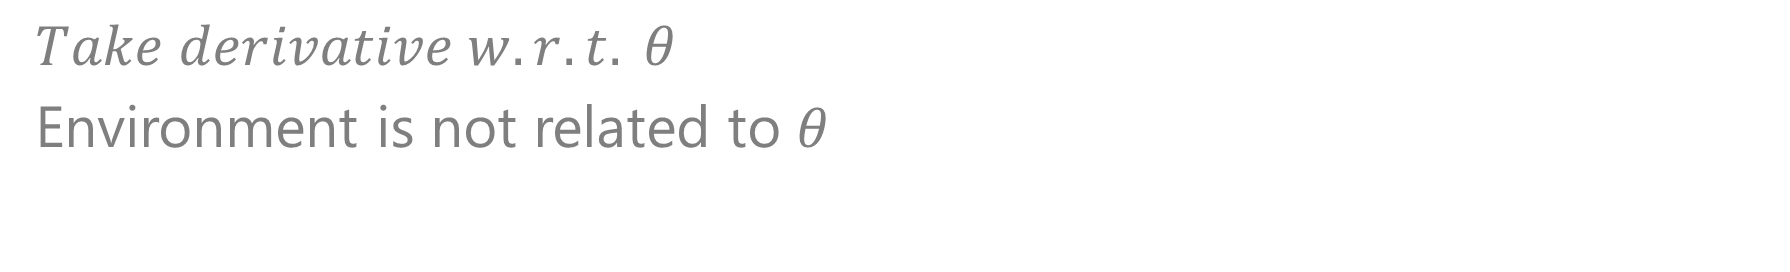 Take derivative w.r.t. θ
Environment is not related to θ